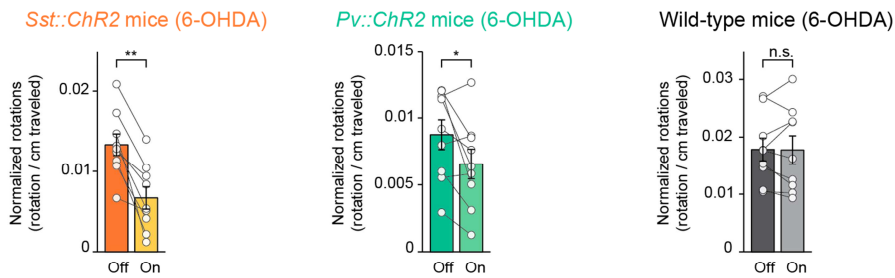 Sst::ChR2 mice (6-OHDA)
Normalized rotations
(rotation / cm traveled)
**
0.02
0.01
0
Off On
Pv::ChR2 mice (6-OHDA)
Normalized rotations
(rotation / cm traveled)
*
0.015
0.01
0.005
0
Off On
Wild-type mice (6-OHDA)
Normalized rotations
(rotation / cm traveled)
n.s.
0.03
0.02
0.01
0
Off On